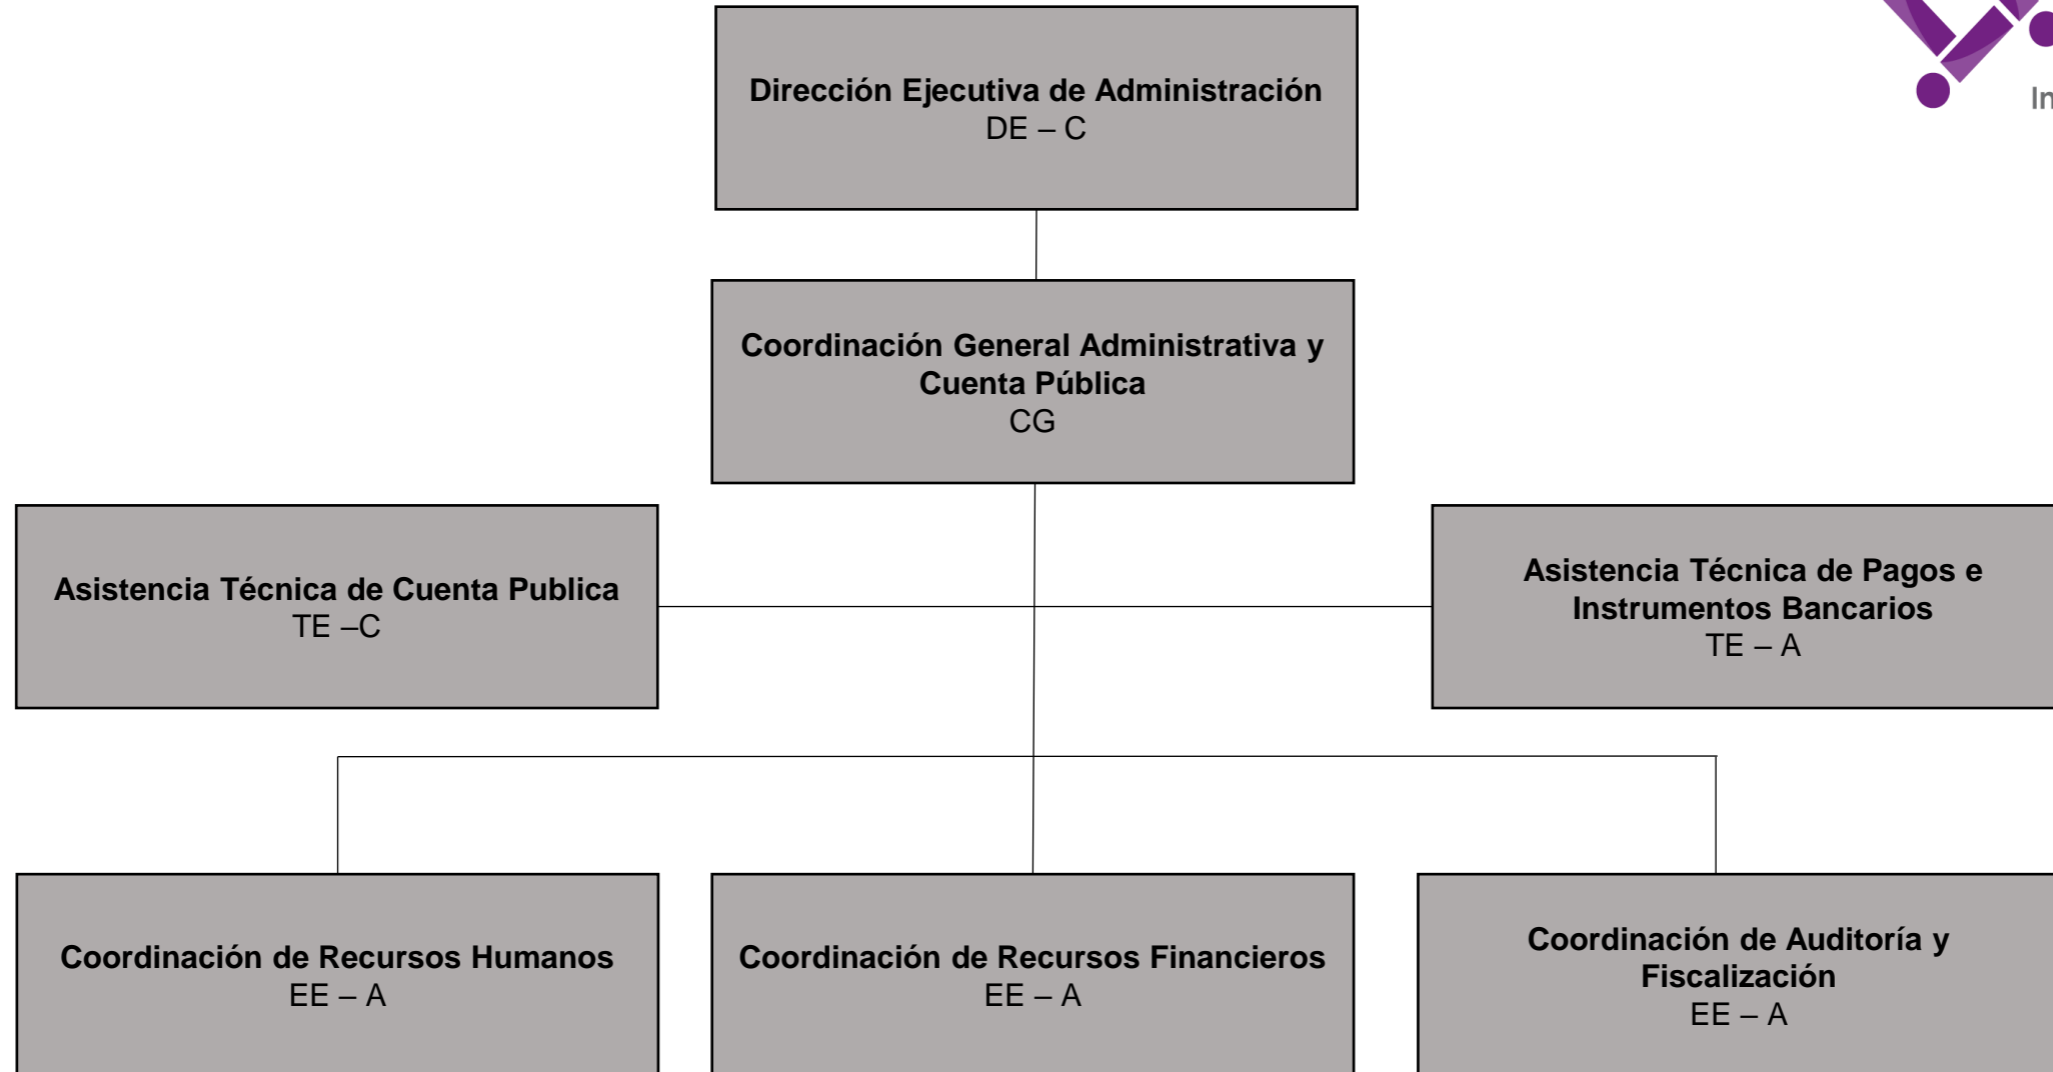 Dirección Ejecutiva de Administración
DE – C
In
Coordinación General Administrativa y
Cuenta Pública
CG
Asistencia Técnica de Cuenta Publica
TE –C
Asistencia Técnica de Pagos e
Instrumentos Bancarios
TE – A
Coordinación de Recursos Humanos
EE – A
Coordinación de Recursos Financieros
EE – A
Coordinación de Auditoría y
Fiscalización
EE – A